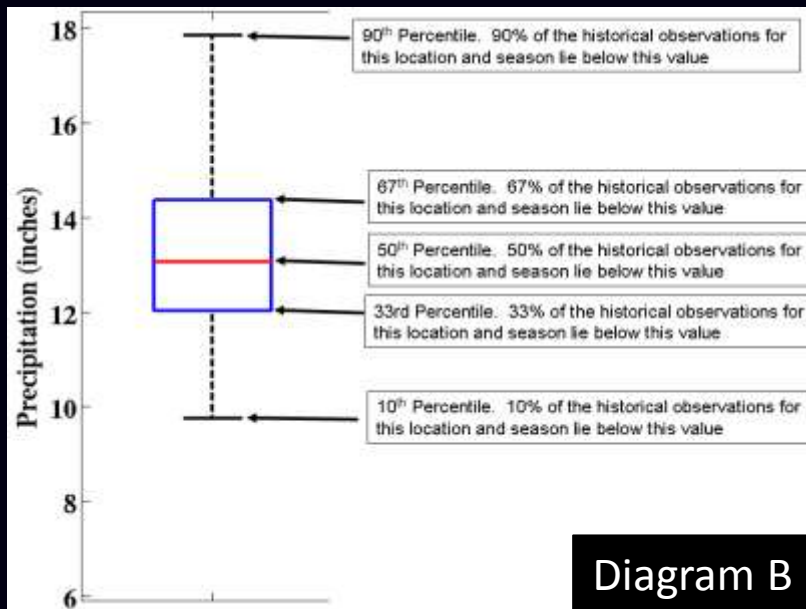 18
16
14
12
10
8
6
Precipitation (inches)
90th Percentile. 90% of the historical observations for
this location and season lie below this value
67th Percentile. 67% of the historical observations for
this location and season lie below this value
50th Percentile. 50% of the historical observations for
this location and season lie below this value
33rd Percentile. 33% of the historical observations for
this location and season lie below this value
10th Percentile. 10% of the historical observations for
this location and season lie below this value
Diagram B